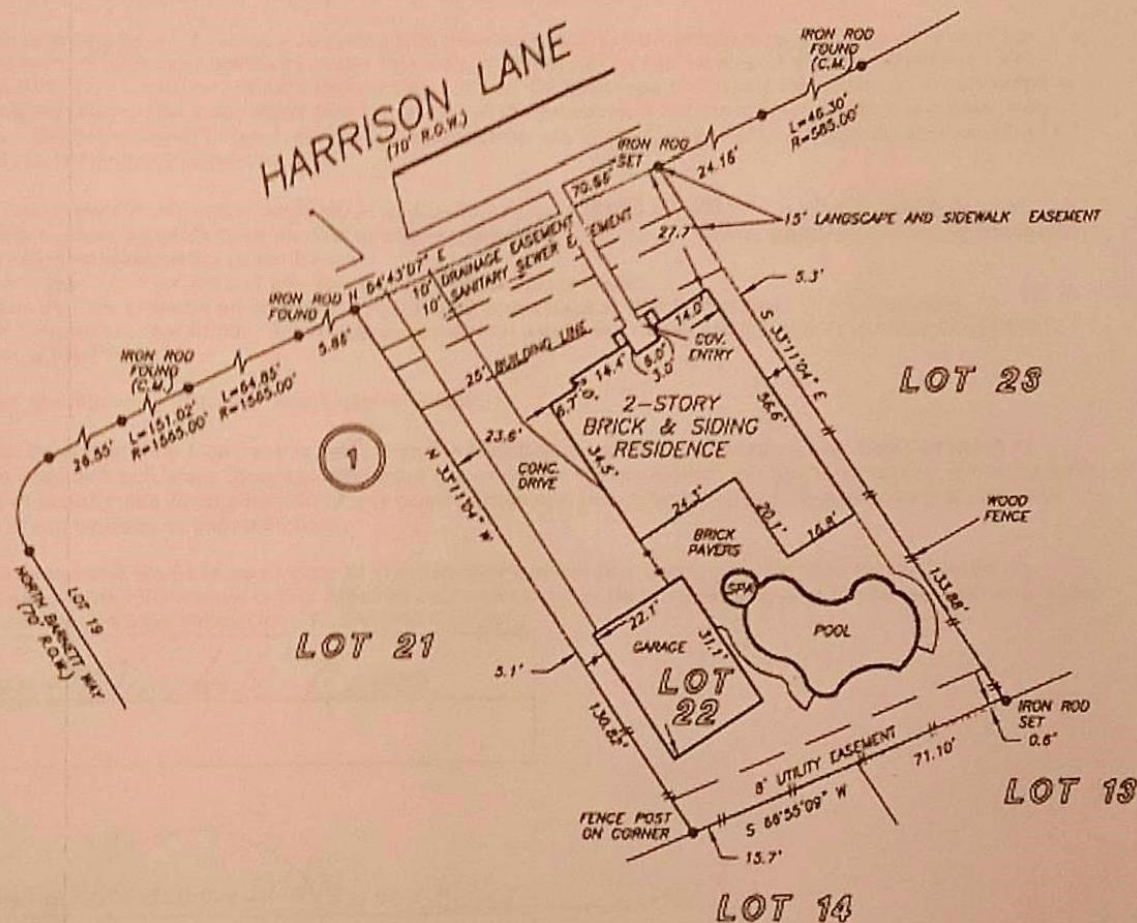 HARRISON LANE
(70' R.O.W.)
IRON ROD
FOUND
(C.M.)
L=46.30'
R=585.00'
IRON ROD
SET
24.16'
15' LANDSCAPE AND SIDEWALK EASEMENT
27.7
5.3'
N 64°43'07" E
10' DRAINAGE EASEMENT
10' SANITARY SEWER EASEMENT
IRON ROD
FOUND
5.86'
IRON ROD
FOUND
(C.M.)
L=64.85'
R=1565.00'
L=151.02'
R=1565.00'
26.55'
25' BUILDING LINE
14.0'
COV.
ENTRY
5.0'
3.0'
14.4'
6.7'
S 33°11'04" E
LOT 23
2-STORY
BRICK & SIDING
RESIDENCE
56.6'
1
23.6'
N 33°11'04" W
CONC.
DRIVE
34.5'
24.3'
20.1'
BRICK
PAVERS
WOOD
FENCE
133.88'
SPA
POOL
NORTH BARNETT WAY
(70' R.O.W.)
LOT 19
LOT 21
22.1'
GARAGE
31.1'
LOT
22
5.1'
130.82'
IRON ROD
SET
0.6'
8' UTILITY EASEMENT
71.10'
S 66°55'09" W
LOT 13
FENCE POST
ON CORNER
15.7'
LOT 14